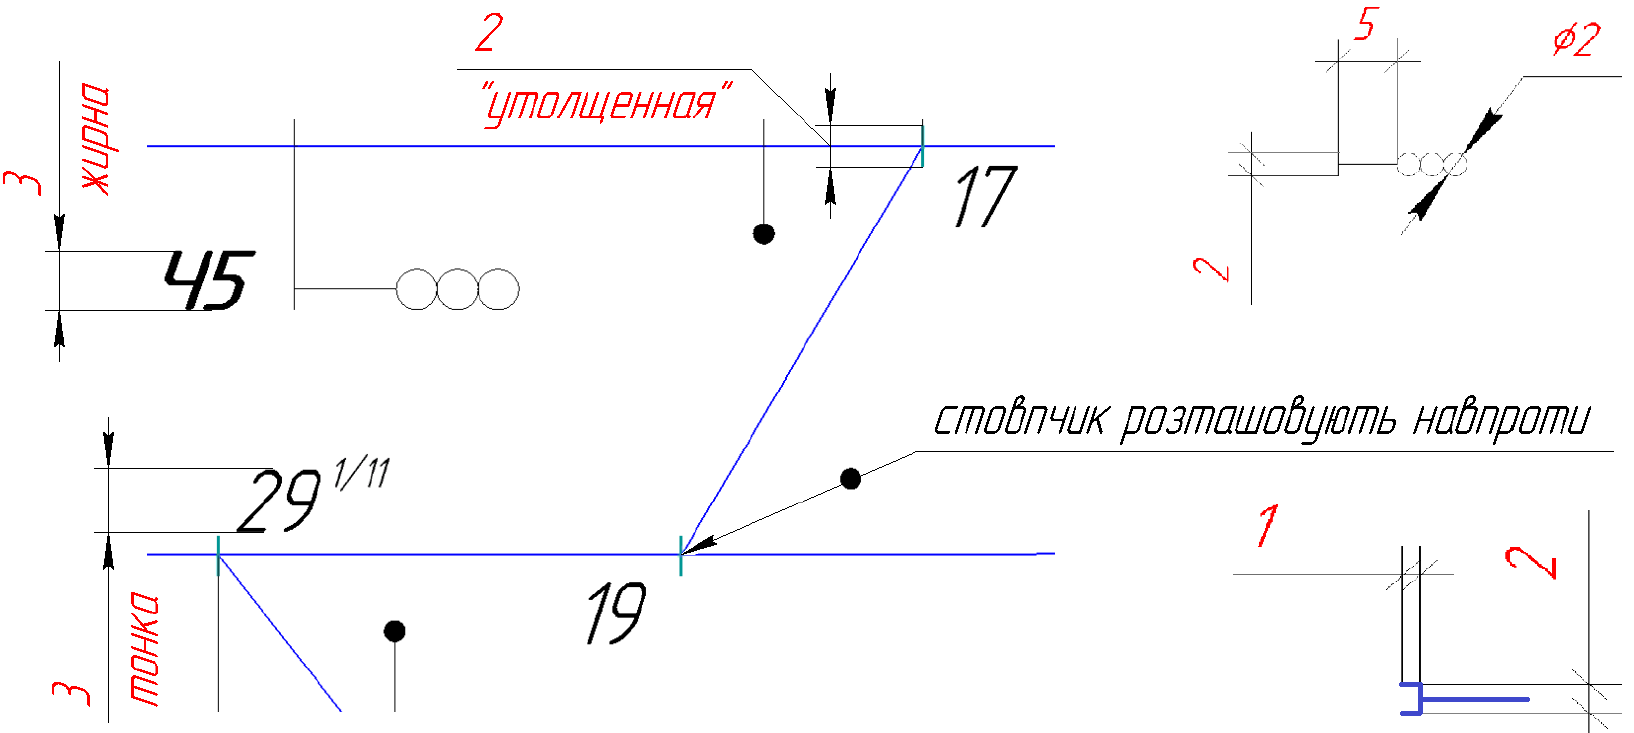 2
"утолщенная"
5
ϕ2
3
жирна
17
2
45
стовпчик розташовують навпроти
29 1/11
1
2
19
3
тонка